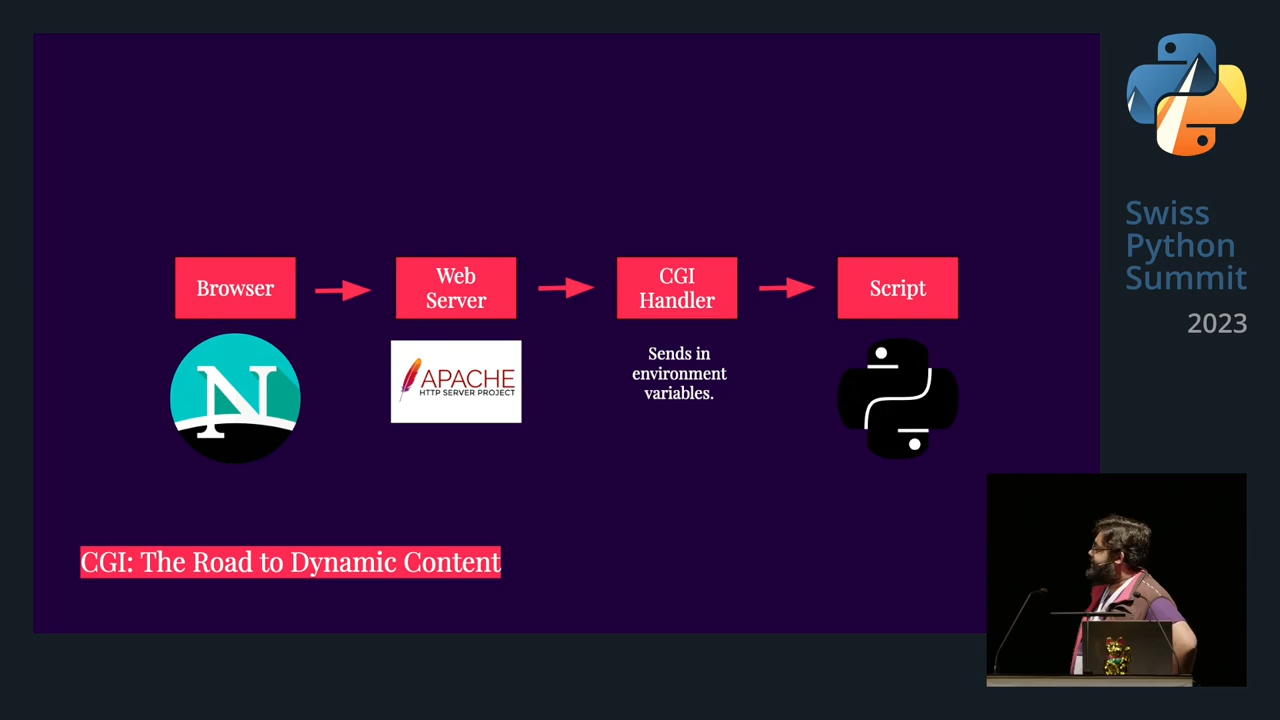 Browser
Web
Server
CGI
Handler
Script
N
APACHE
HTTP SERVER PROJECT
Sends in
environment
variables.
CGI: The Road to Dynamic Content
Swiss
Python
Summit
2023